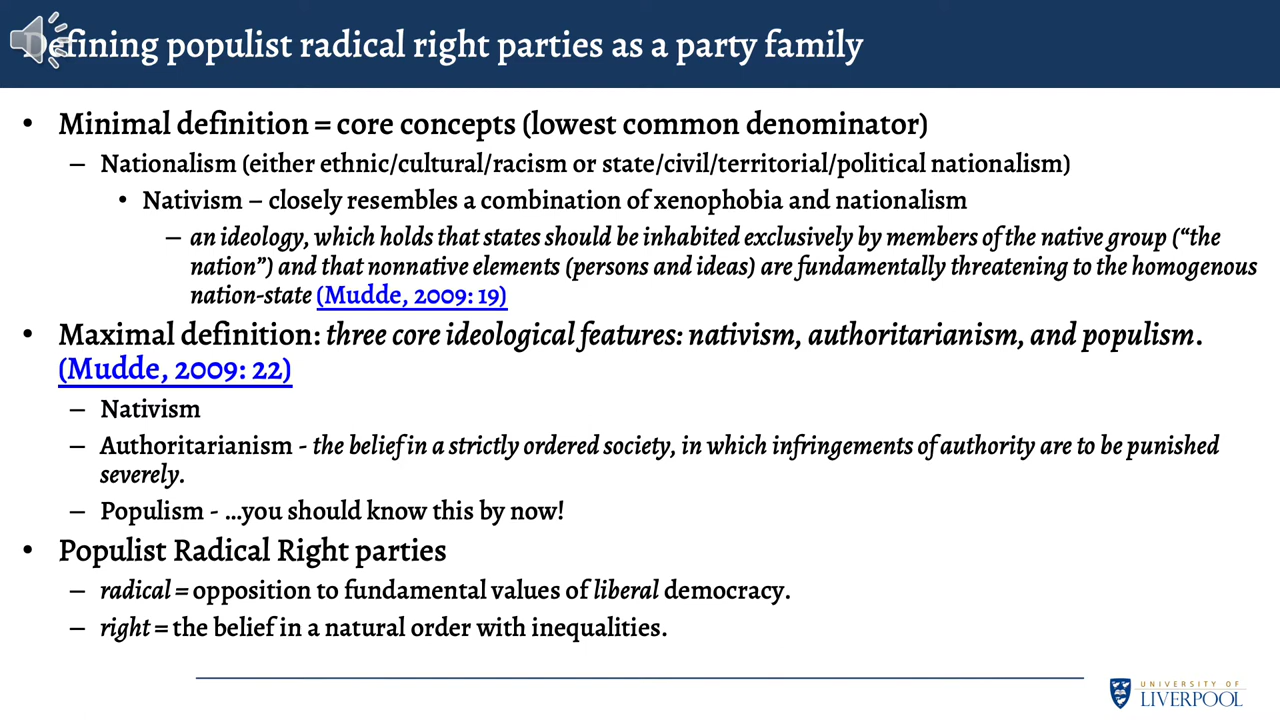 Defining populist radical right parties as a party family
• Minimal definition = core concepts (lowest common denominator)
– Nationalism (either ethnic/cultural/racism or state/civil/territorial/political nationalism)
• Nativism – closely resembles a combination of xenophobia and nationalism
– an ideology, which holds that states should be inhabited exclusively by members of the native group (“the
nation”) and that nonnative elements (persons and ideas) are fundamentally threatening to the homogenous
nation-state (Mudde, 2009: 19)
• Maximal definition: three core ideological features: nativism, authoritarianism, and populism.
(Mudde, 2009: 22)
– Nativism
– Authoritarianism - the belief in a strictly ordered society, in which infringements of authority are to be punished
severely.
– Populism - …you should know this by now!
• Populist Radical Right parties
– radical = opposition to fundamental values of liberal democracy.
– right = the belief in a natural order with inequalities.
UNIVERSITY OF
LIVERPOOL